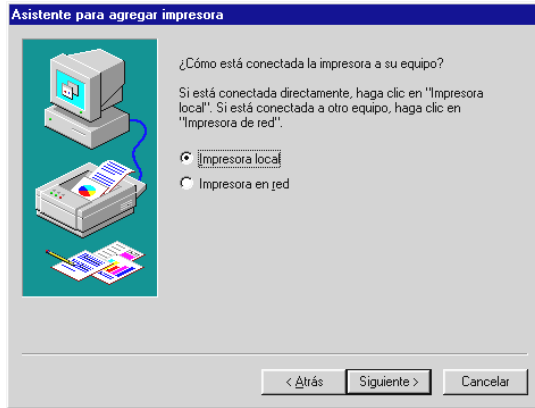 Asistente para agregar impresora
¿Cómo está conectada la impresora a su equipo?
Si está conectada directamente, haga clic en "Impresora
local". Si está conectada a otro equipo, haga clic en
"Impresora de red".
Impresora local
Impresora en red
< Atrás
Siguiente >
Cancelar